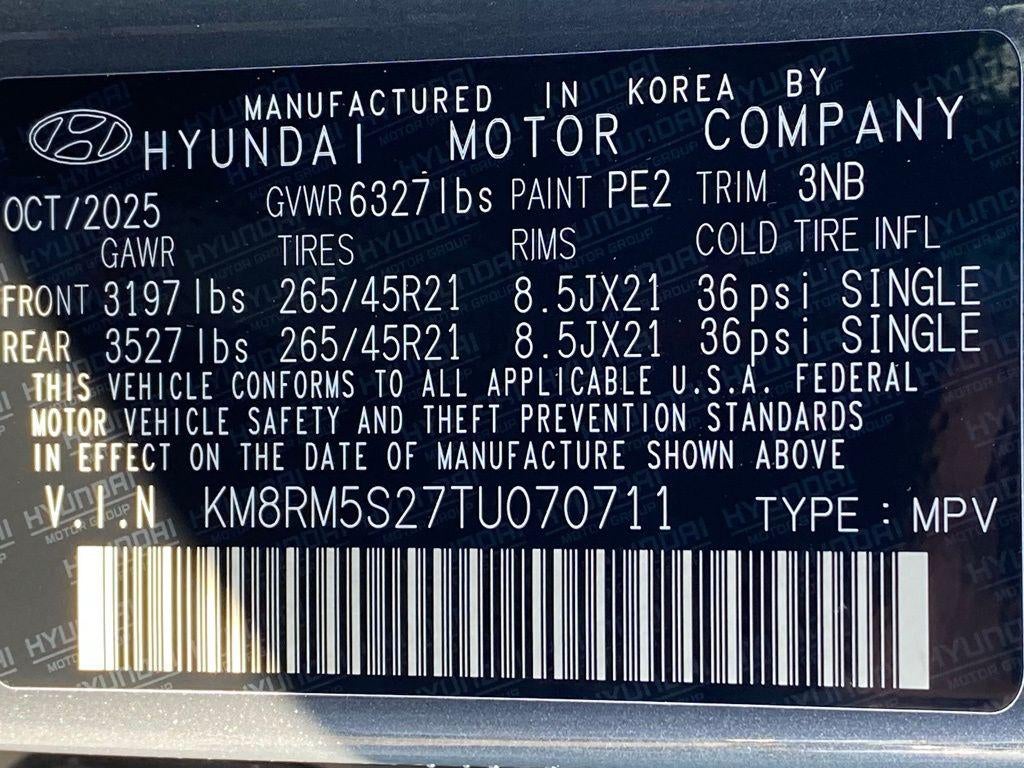 MANUFACTURED IN KOREA BY
HYUNDAI MOTOR COMPANY
OCT/2025 GVWR 6327lbs PAINT PE2 TRIM 3NB
GAWR TIRES RIMS COLD TIRE INFL
FRONT 3197lbs 265/45R21 8.5JX21 36psi SINGLE
REAR 3527lbs 265/45R21 8.5JX21 36psi SINGLE
THIS VEHICLE CONFORMS TO ALL APPLICABLE U.S.A. FEDERAL
MOTOR VEHICLE SAFETY AND THEFT PREVENTION STANDARDS
IN EFFECT ON THE DATE OF MANUFACTURE SHOWN ABOVE
V.I.N KM8RM5S27TU070711 TYPE : MPV